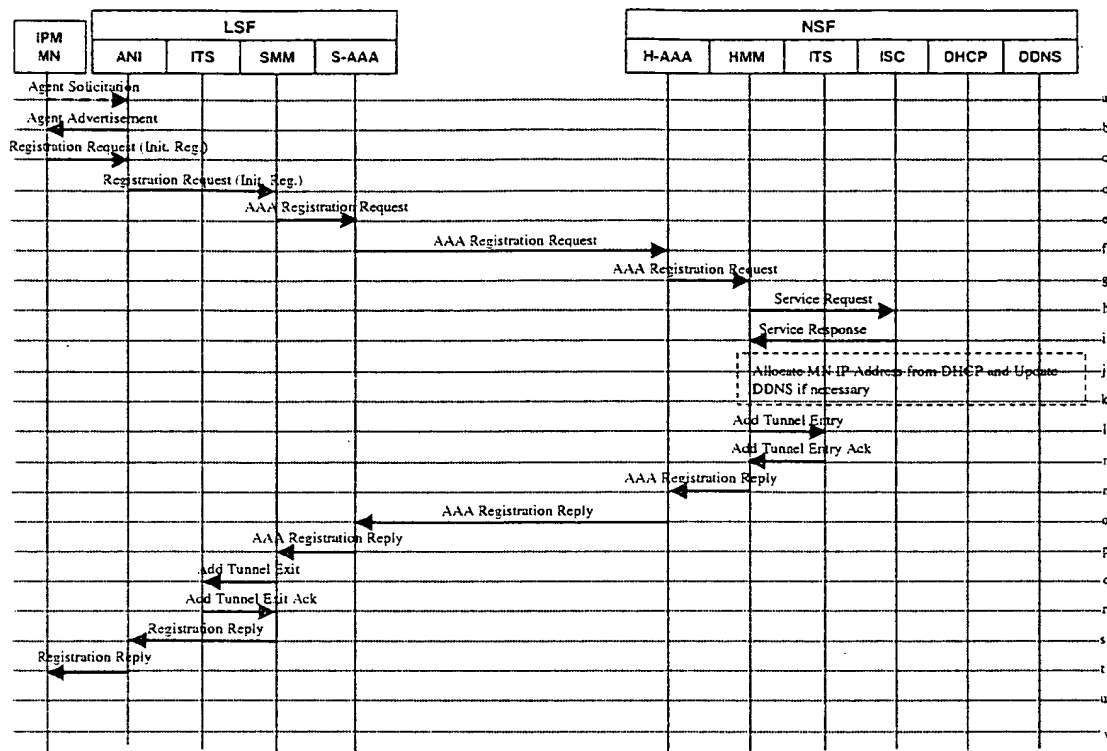 LSF
NSF
IPM
MN
ANI
ITS
SMM
S-AAA
H-AAA
HMM
ITS
ISC
DHCP
DDNS
Agent Solicitation
Agent Advertisement
Registration Request (Init. Reg.)
Registration Request (Init. Reg.)
AAA Registration Request
AAA Registration Request
f
AAA Registration Request
g
Service Request
h
Service Response
i
Allocate MN IP Address from DHCP and Update
j
DDNS if necessary
k
Add Tunnel Entry
l
Add Tunnel Entry Ack
AAA Registration Reply
AAA Registration Reply
o
AAA Registration Reply
p
Add Tunnel Exit
Add Tunnel Exit Ack
r
Registration Reply
s
Registration Reply
t
u
v